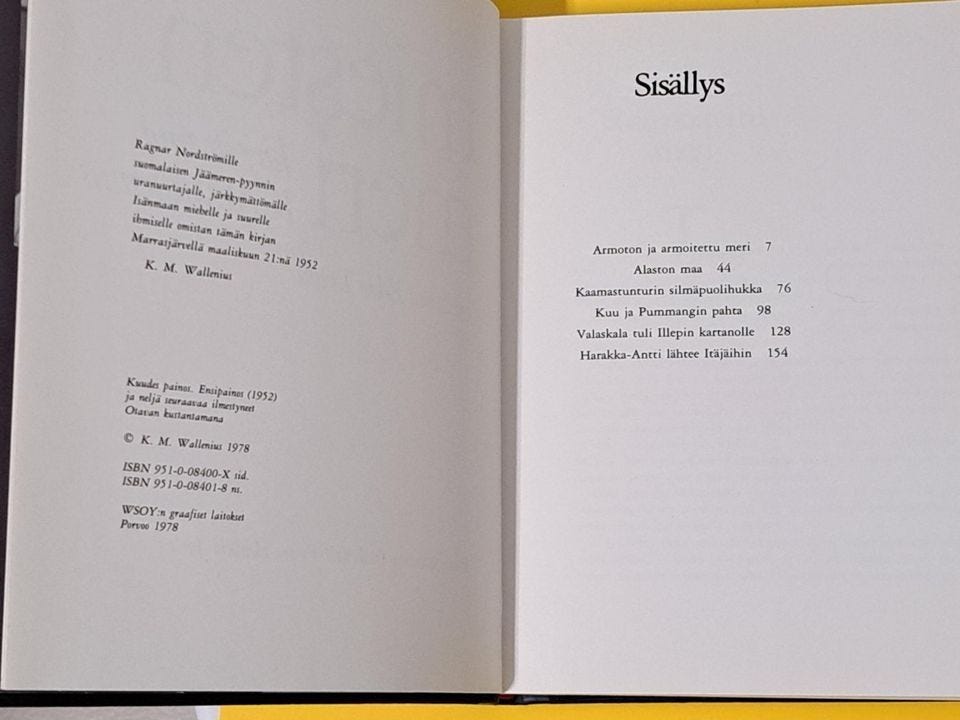 Ragnar Nordströmille
suomalaisen Jäämeren-pyynnin
uranuurtajalle, järkkymättömälle
Isänmaan miehelle ja suurelle
ihmiselle omistan tämän kirjan
Marrasjärvellä maaliskuun 21:nä 1952
K. M. Wallenius
Kuudes painos. Ensipainos (1952)
ja neljä seuraavaa ilmestyneet
Otavan kustantamana
© K. M. Wallenius 1978
ISBN 951-0-08400-X sid.
ISBN 951-0-08401-8 nt.
WSOY:n graafiset laitokset
Porvoo 1978
Sisällys
Armoton ja armoitettu meri 7
Alaston maa 44
Kaamastunturin silmäpuolihukka 76
Kuu ja Pummangin pahta 98
Valaskala tuli Illepin kartanolle 128
Harakka-Antti lähtee Itäjäihin 154